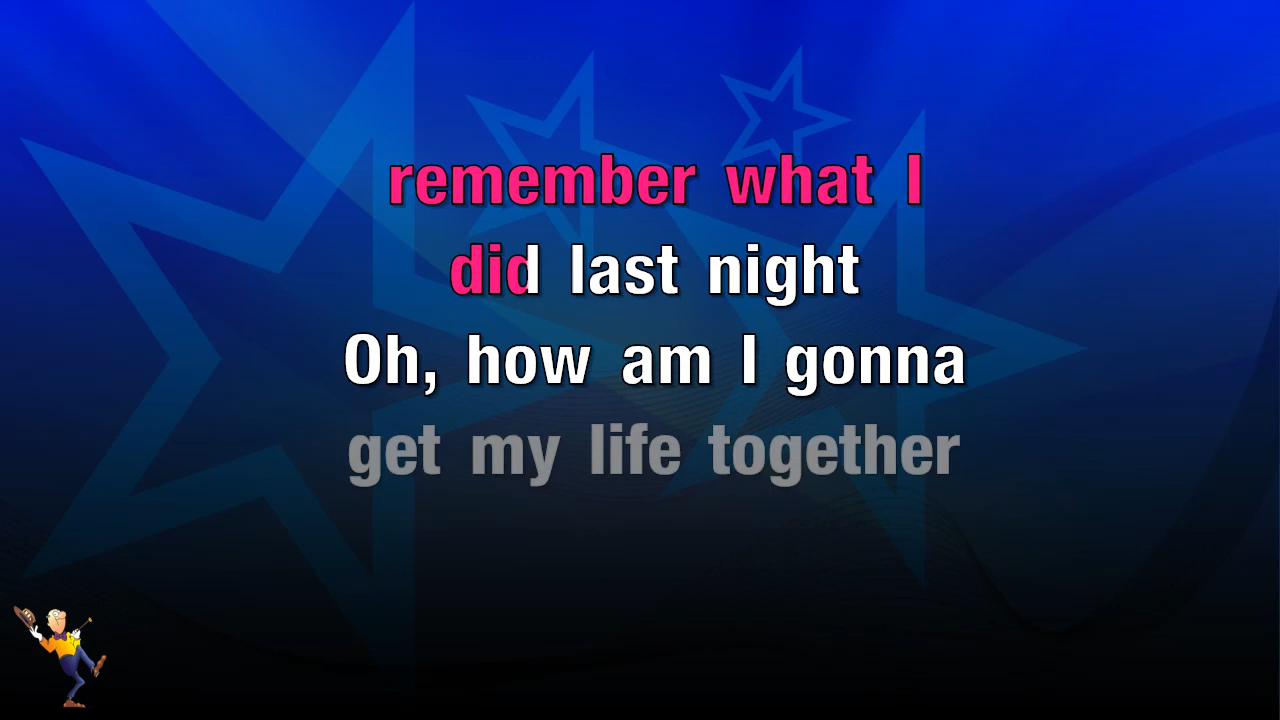 remember what I
did last night
Oh, how am I gonna
get my life together